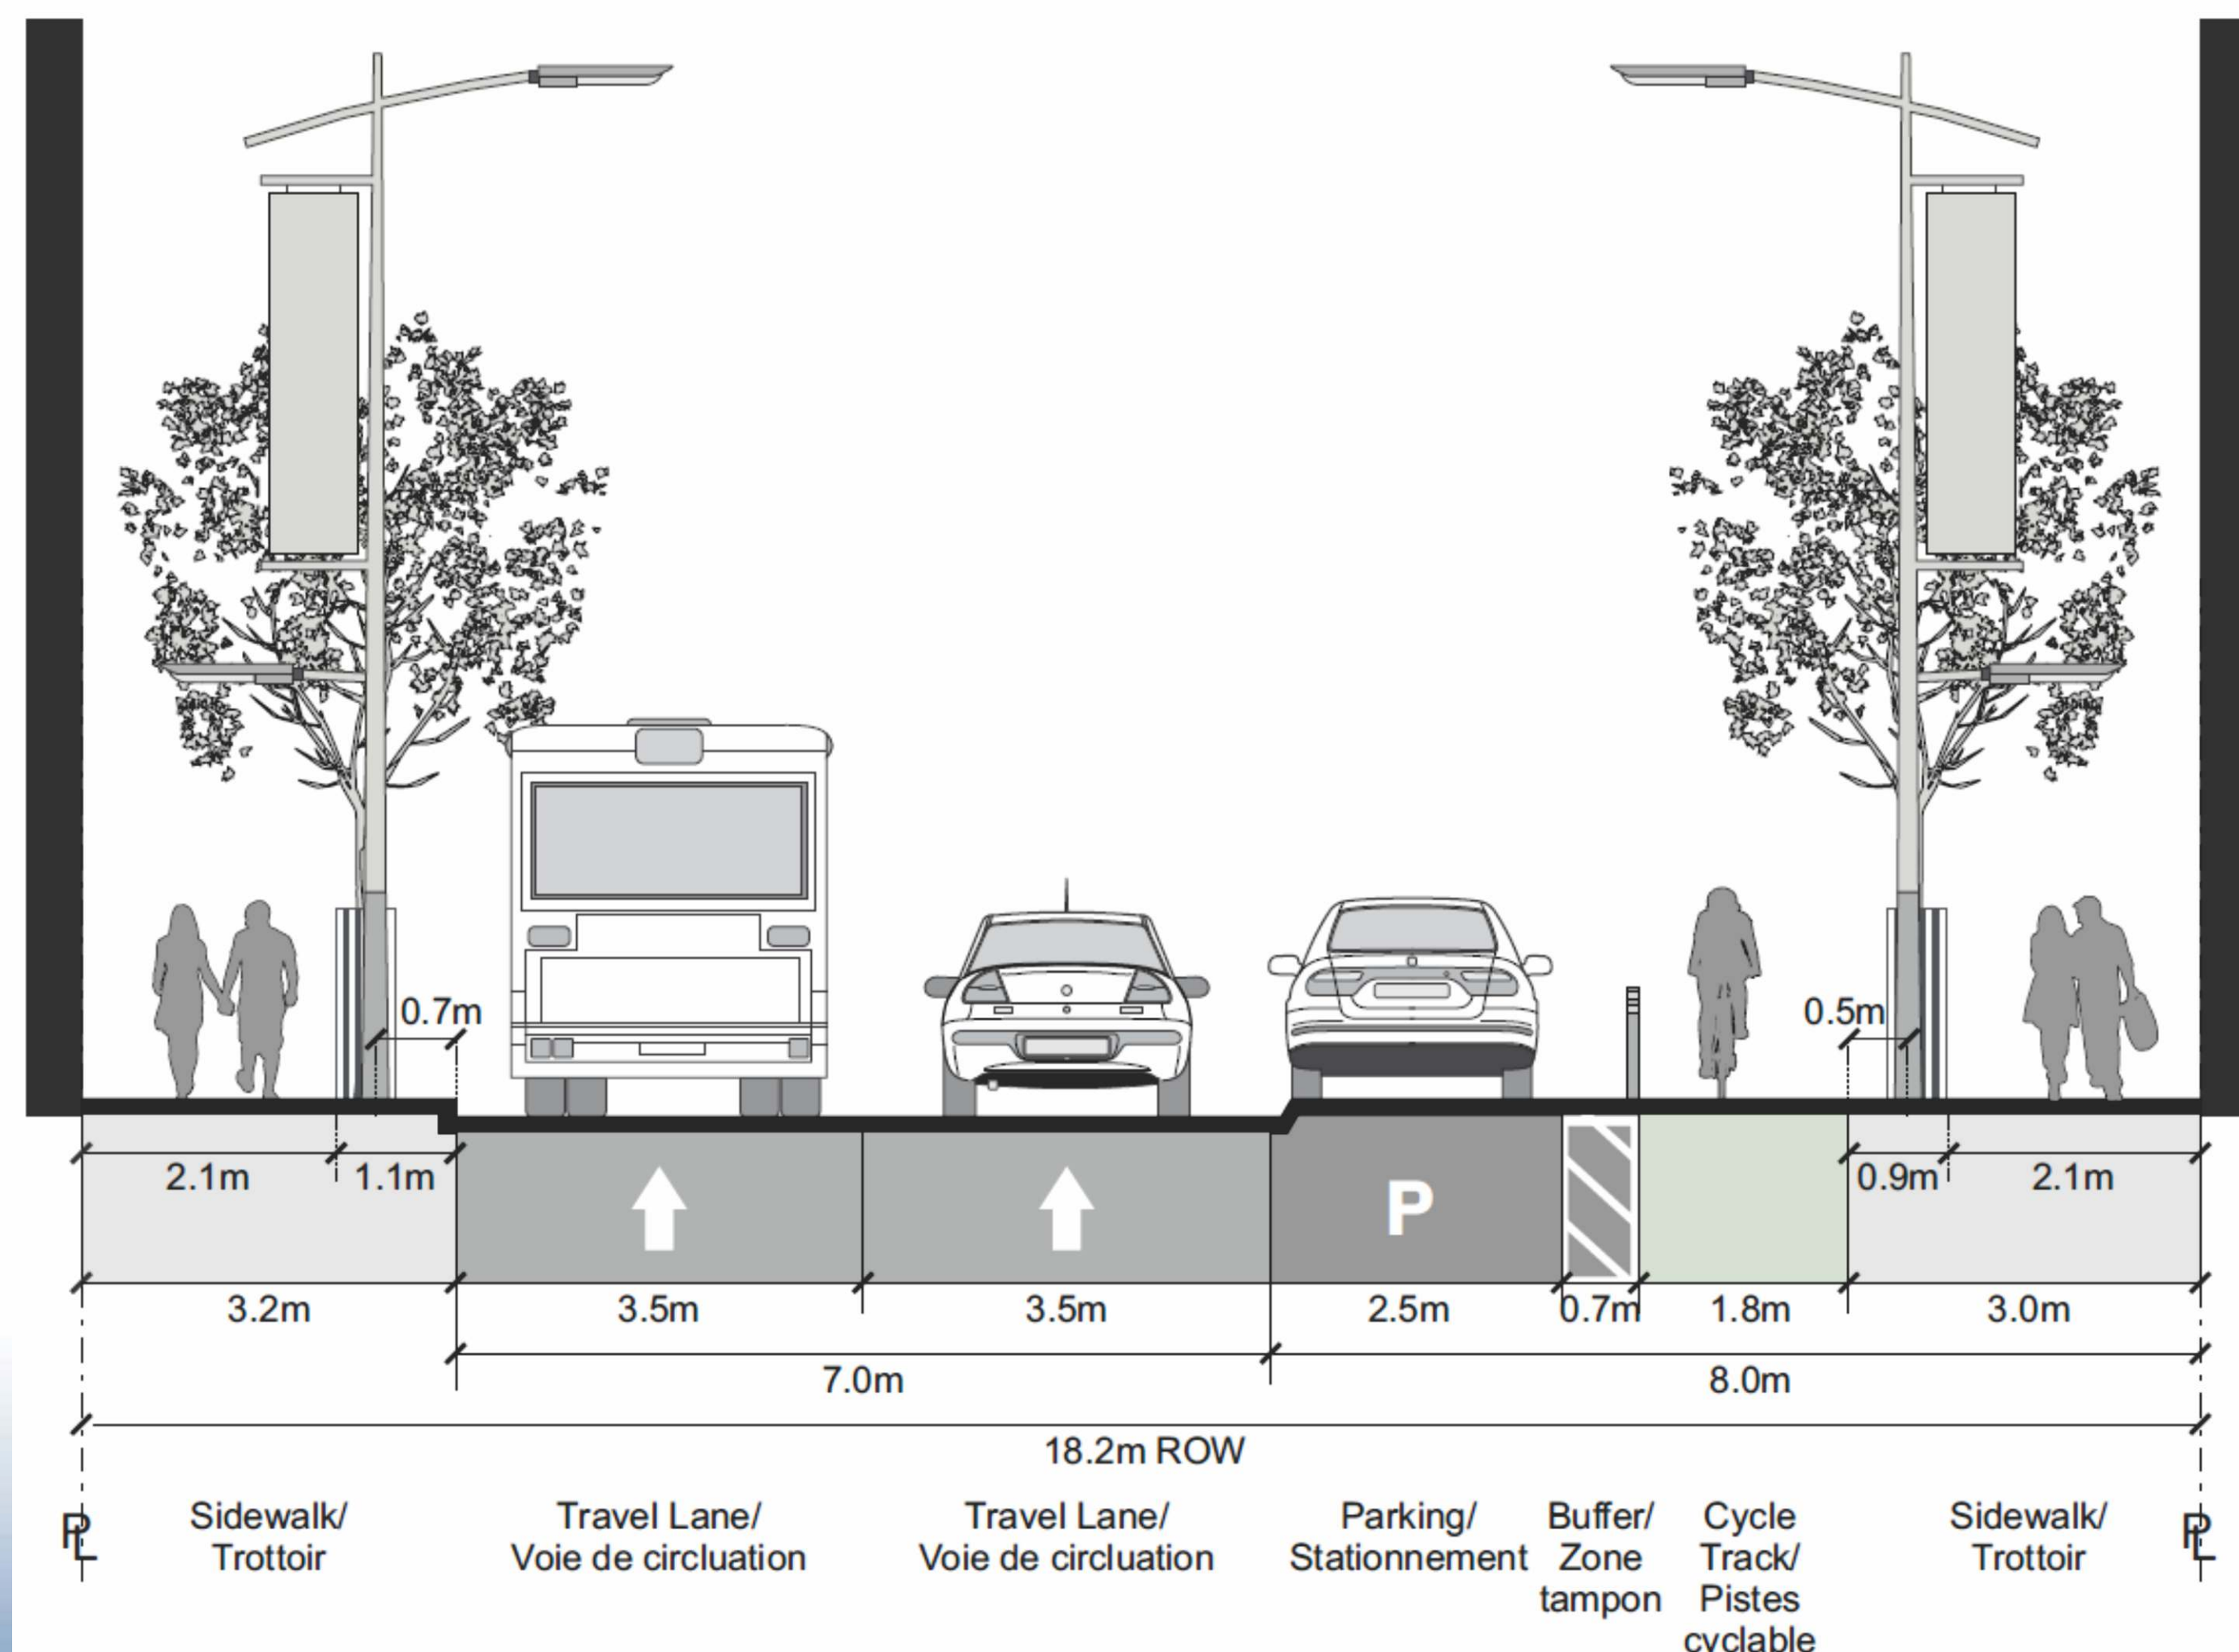 0.7m
0.5m
2.1m
1.1m
0.9m
2.1m
P
3.2m
3.5m
3.5m
2.5m
0.7m
1.8m
3.0m
7.0m
8.0m
18.2m ROW
PL
Sidewalk/
Trottoir
Travel Lane/
Voie de circluation
Travel Lane/
Voie de circluation
Parking/
Stationnement
Buffer/
Zone
tampon
Cycle
Track/
Pistes
cyclable
Sidewalk/
Trottoir
PL